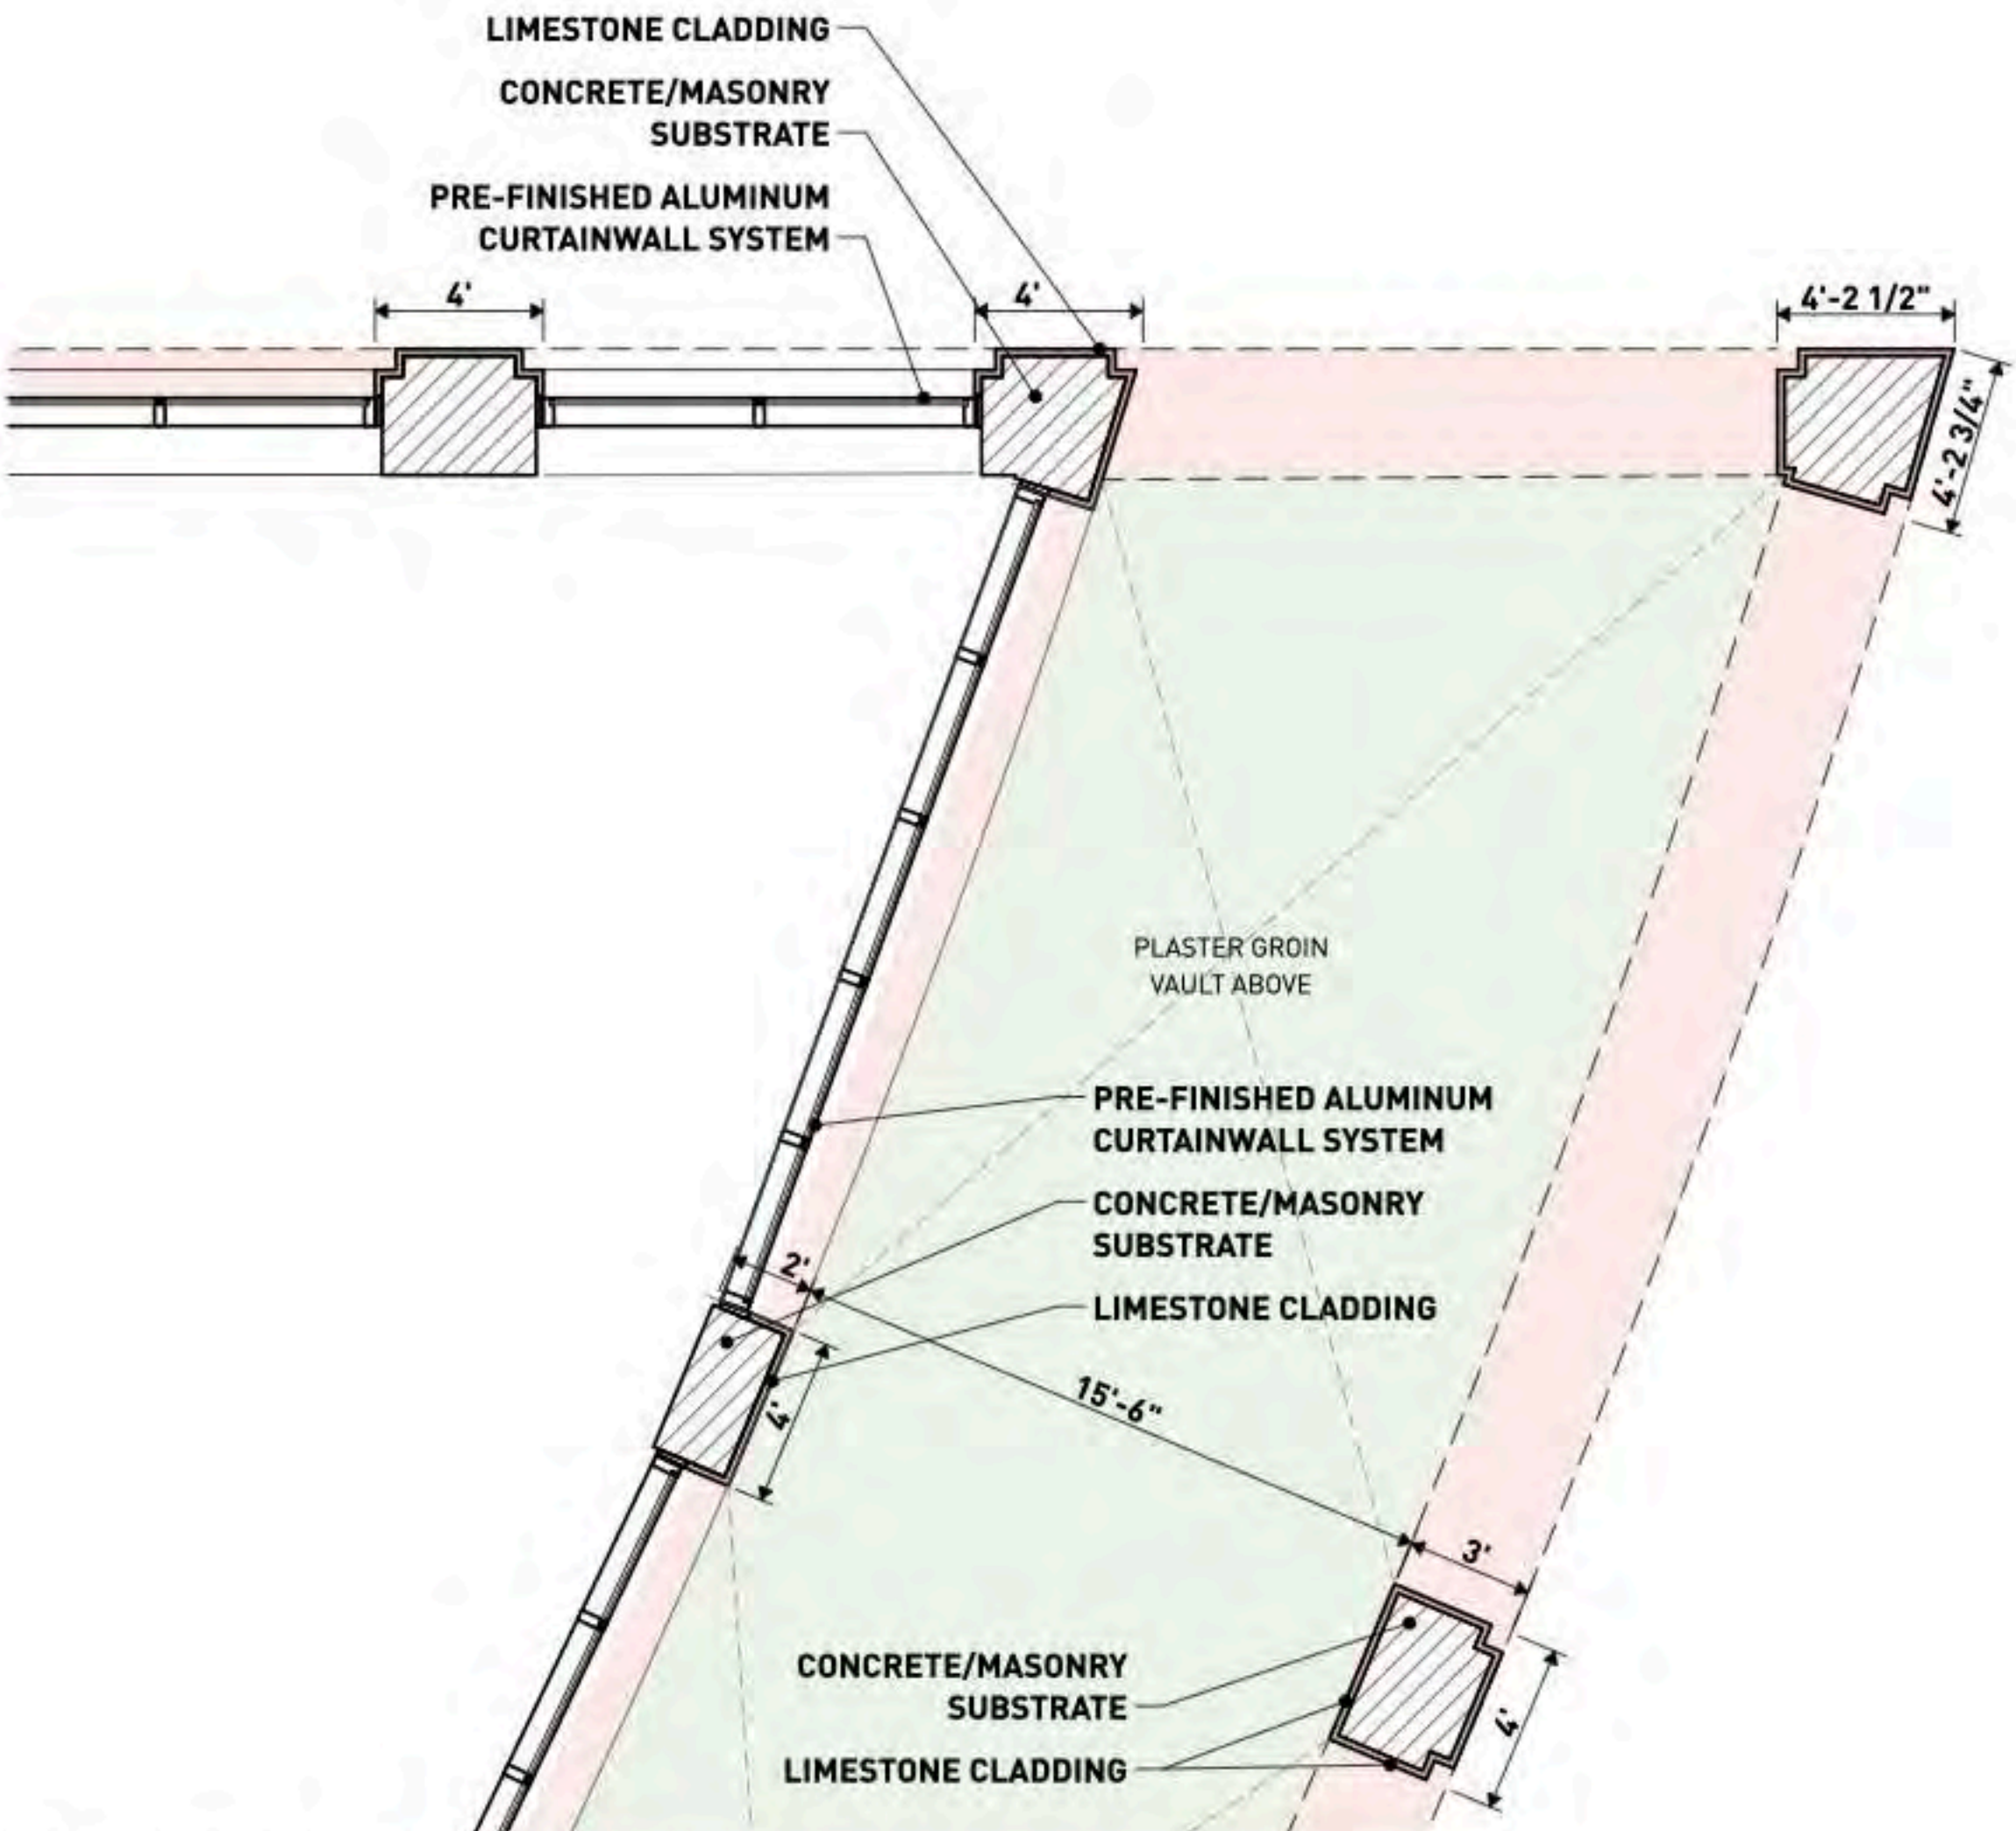 LIMESTONE CLADDING
CONCRETE/MASONRY
SUBSTRATE
PRE-FINISHED ALUMINUM
CURTAINWALL SYSTEM
4'
4'
4'-2 1/2"
4'-2 3/4"
PLASTER GROIN
VAULT ABOVE
PRE-FINISHED ALUMINUM
CURTAINWALL SYSTEM
CONCRETE/MASONRY
SUBSTRATE
2'
LIMESTONE CLADDING
15'-6"
4'
3'
CONCRETE/MASONRY
SUBSTRATE
4'
LIMESTONE CLADDING